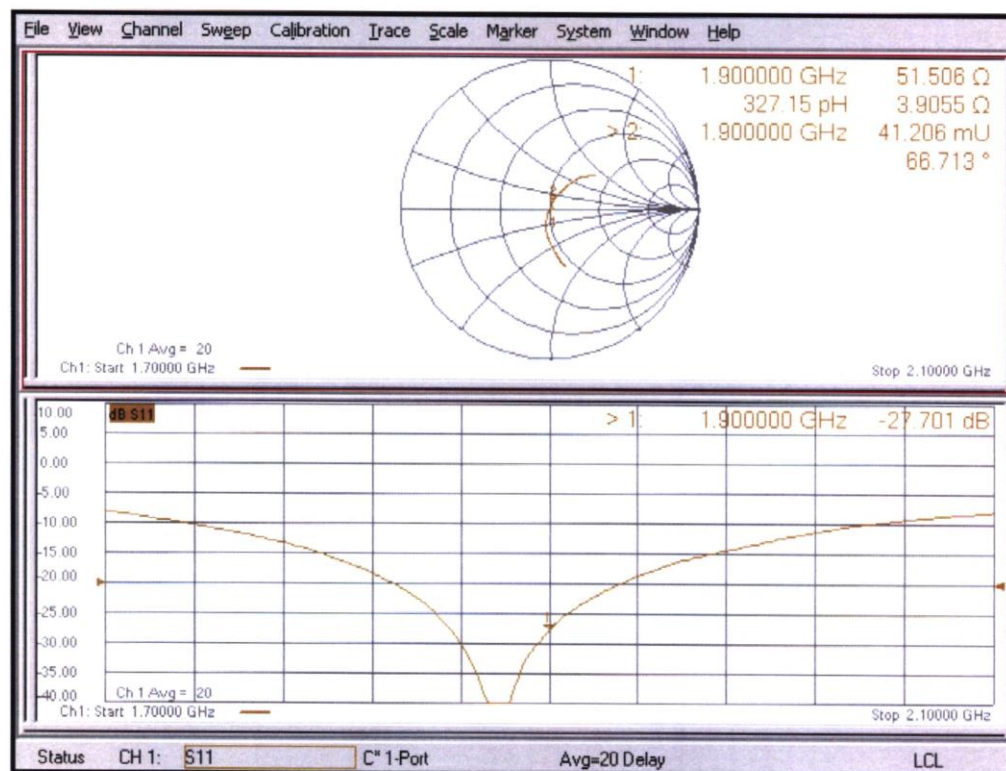 File View Channel Sweep Calibration Trace Scale Marker System Window Help
1: 1.900000 GHz 51.506 Ω
327.15 pH 3.9055 Ω
> 2: 1.900000 GHz 41.206 mU
66.713 °
Ch 1 Avg = 20
Ch1: Start 1.70000 GHz
Stop 2.10000 GHz
10.00 dB S11
> 1: 1.900000 GHz -27.701 dB
5.00
0.00
-5.00
-10.00
-15.00
-20.00
-25.00
1
-30.00
-35.00
-40.00
Ch 1 Avg = 20
Ch1: Start 1.70000 GHz
Stop 2.10000 GHz
Status CH 1: S11 C* 1-Port Avg=20 Delay LCL